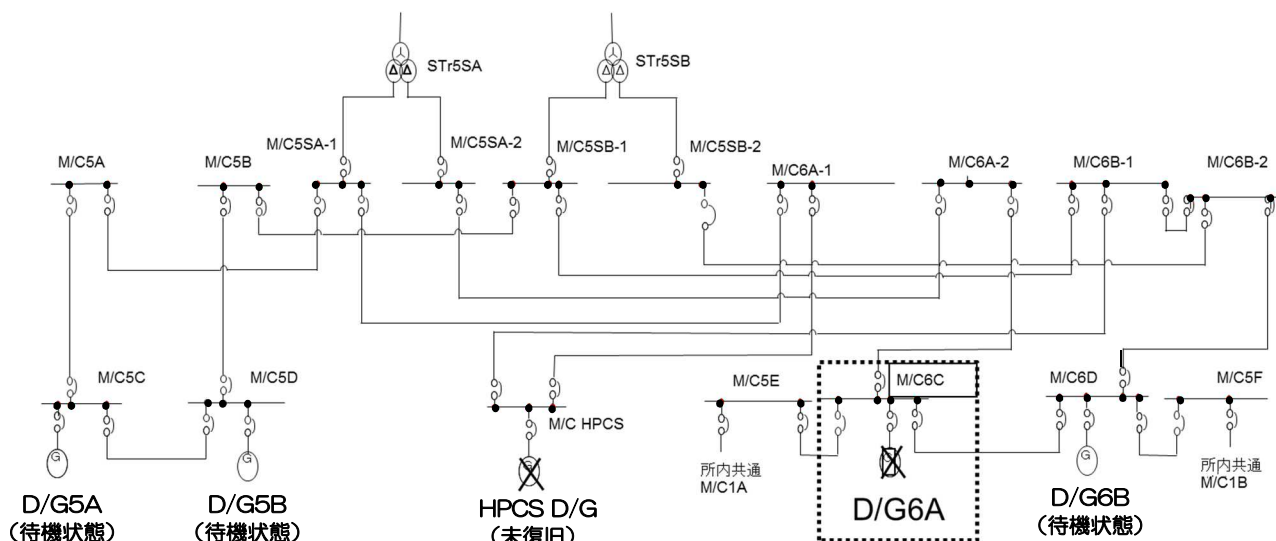 STr5SA
STr5SB
M/C5A
M/C5B
M/C5SA-1
M/C5SA-2
M/C5SB-1
M/C5SB-2
M/C6A-1
M/C6A-2
M/C6B-1
M/C6B-2
M/C5C
M/C5D
M/C HPCS
M/C5E
M/C6C
M/C6D
M/C5F
所内共通
M/C1A
所内共通
M/C1B
G
G
G
G
G
D/G5A
(待機状態)
D/G5B
(待機状態)
HPCS D/G
(未復旧)
D/G6A
D/G6B
(待機状態)